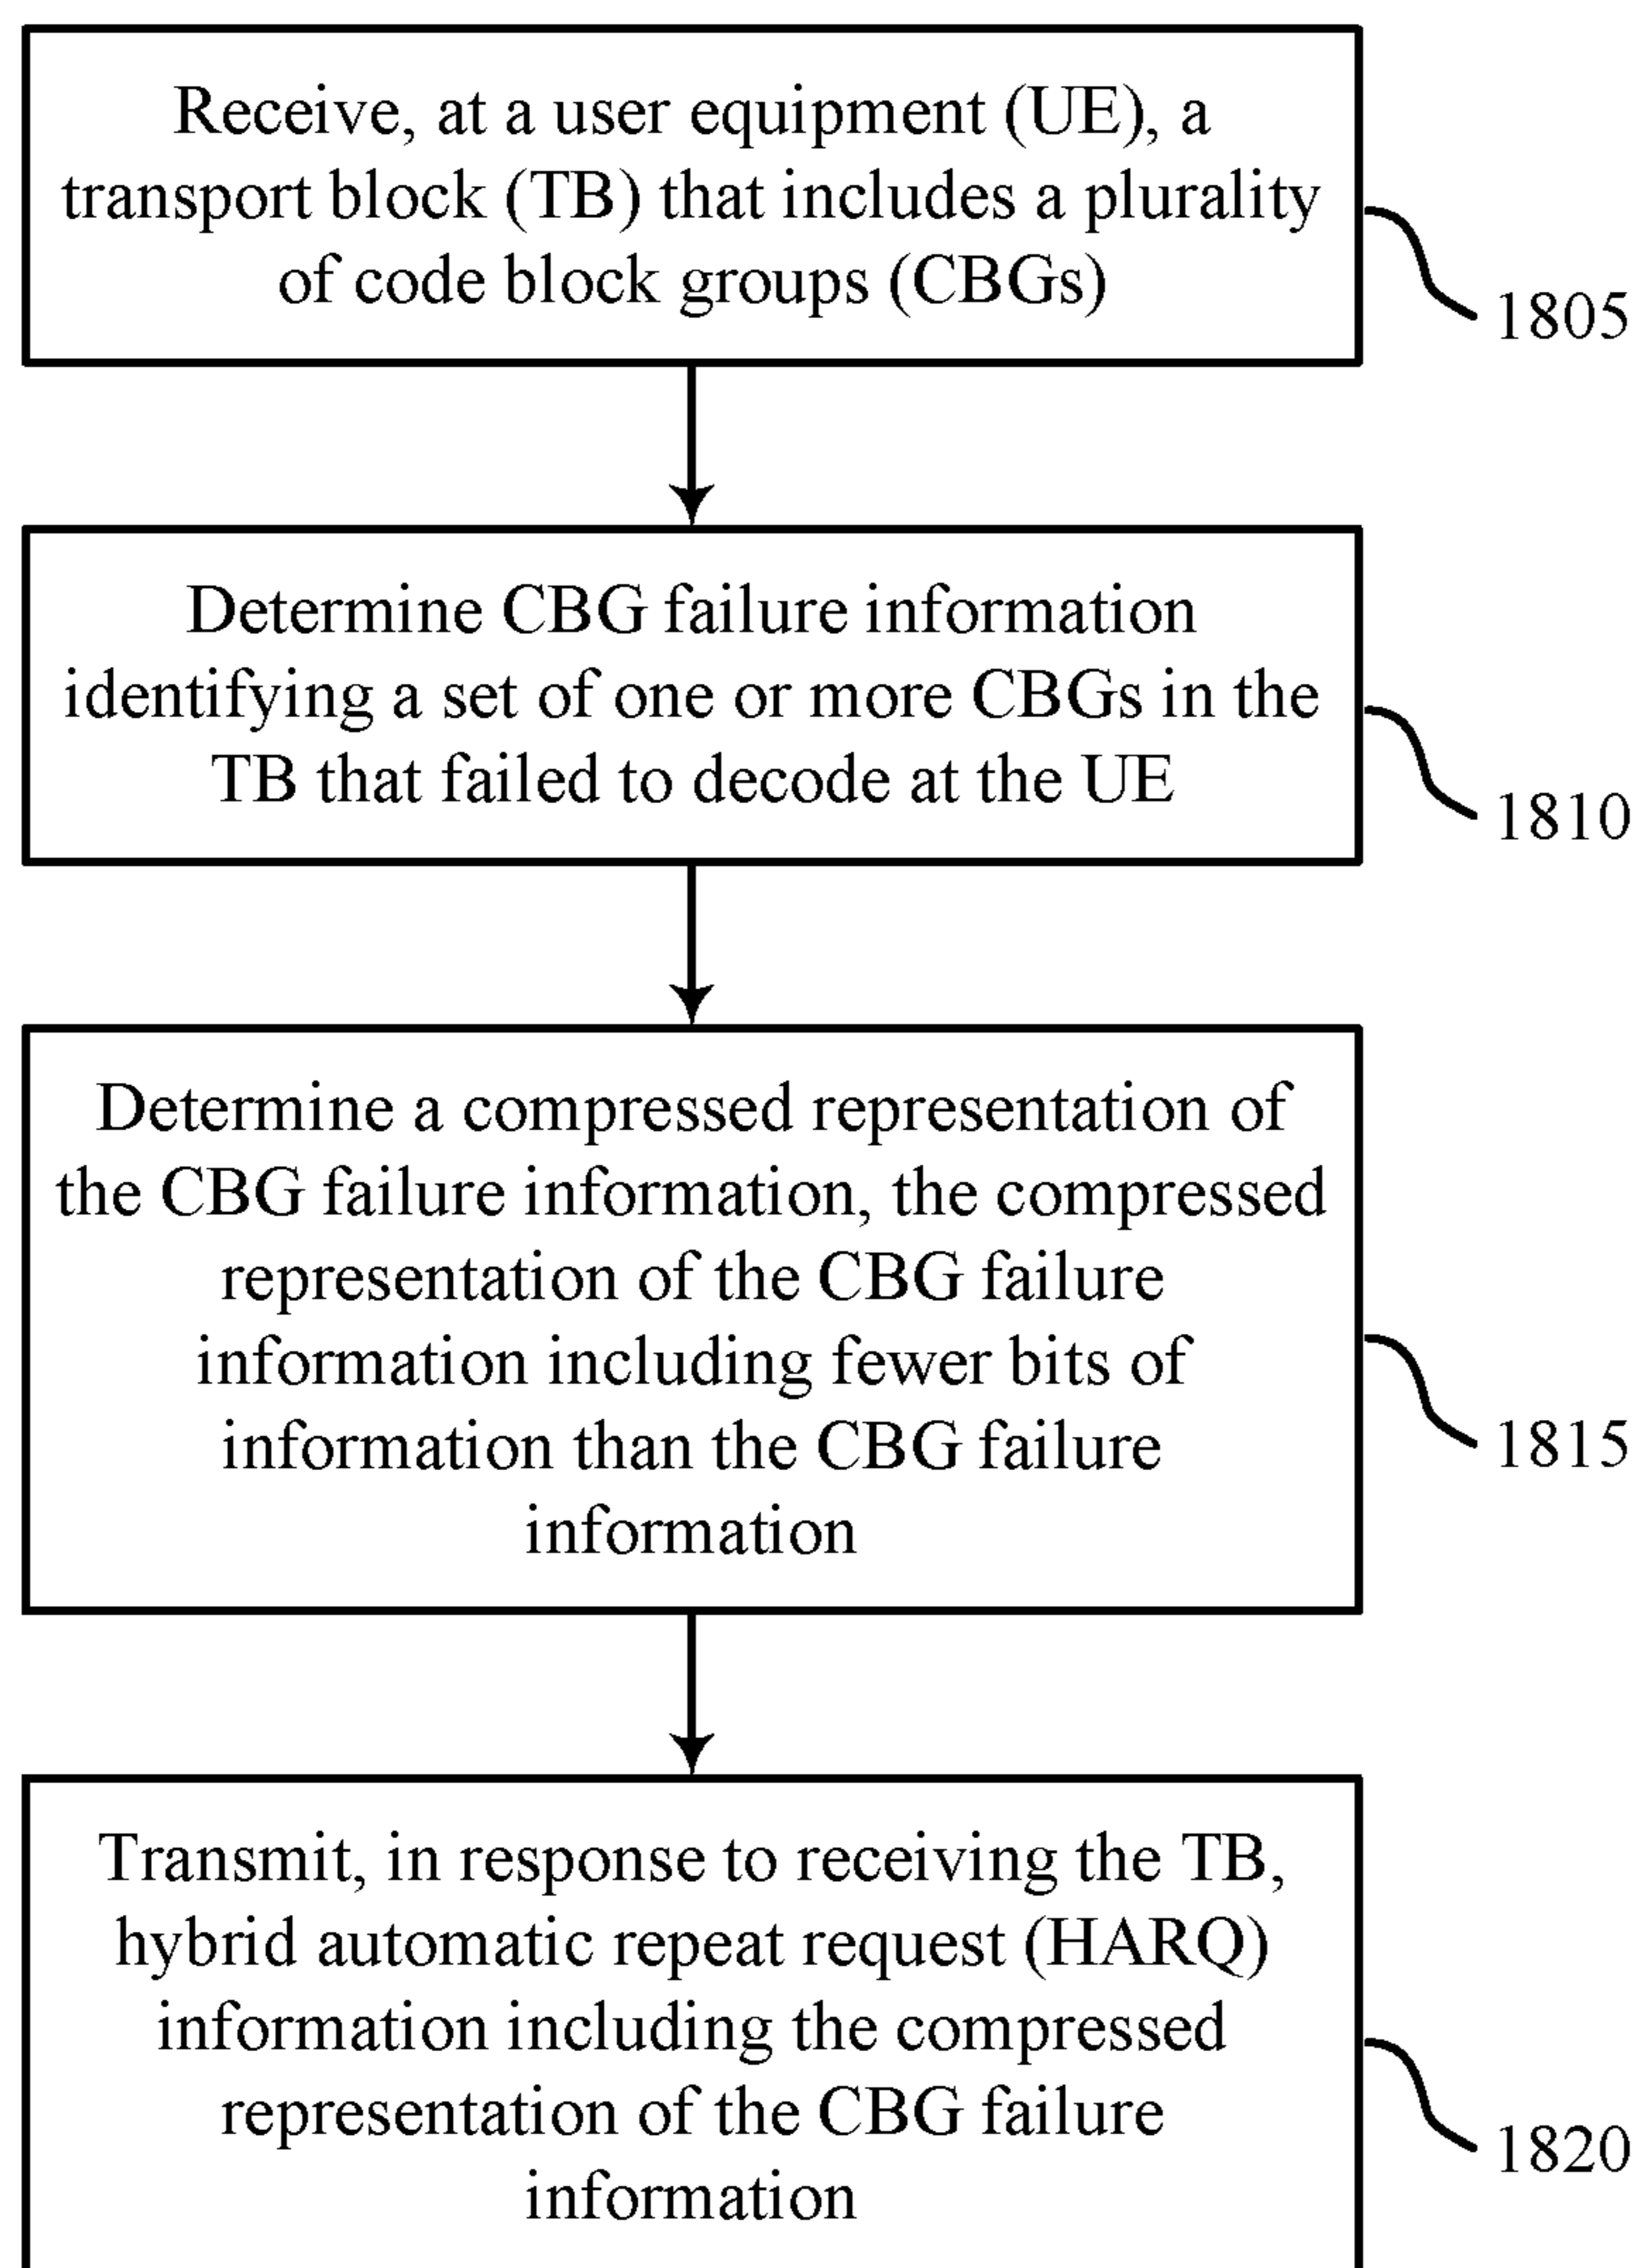 Receive, at a user equipment (UE), a
transport block (TB) that includes a plurality
of code block groups (CBGs)
1805
Determine CBG failure information
identifying a set of one or more CBGs in the
TB that failed to decode at the UE
1810
Determine a compressed representation of
the CBG failure information, the compressed
representation of the CBG failure
information including fewer bits of
information than the CBG failure
information
1815
Transmit, in response to receiving the TB,
hybrid automatic repeat request (HARQ)
information including the compressed
representation of the CBG failure
information
1820